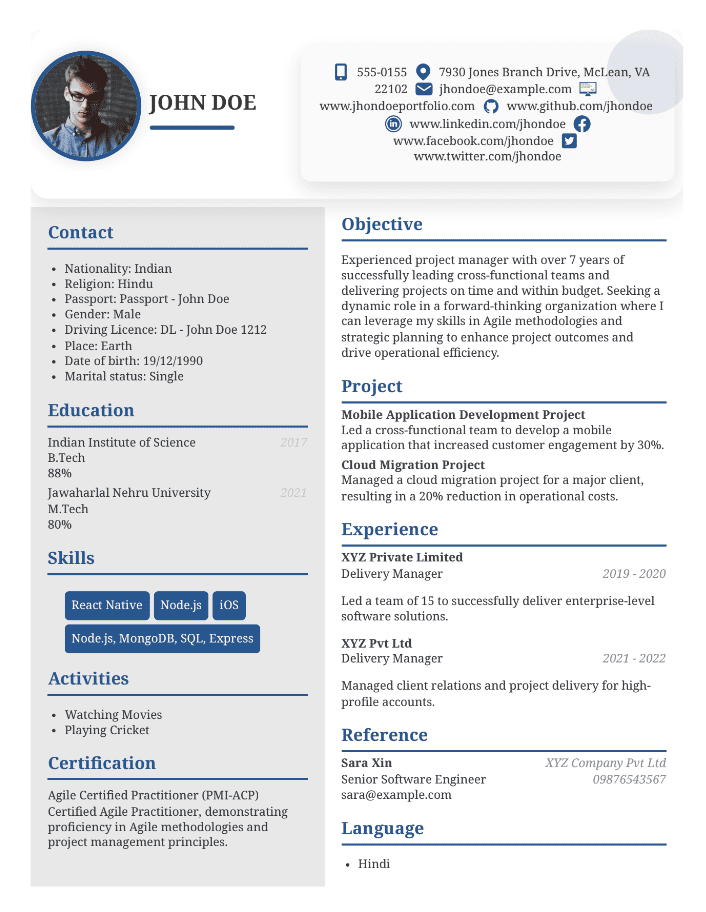 JOHN DOE
555-0155 7930 Jones Branch Drive, McLean, VA
22102 jhondoe@example.com
www.jhondoeportfolio.com www.github.com/jhondoe
www.linkedin.com/jhondoe
www.facebook.com/jhondoe
www.twitter.com/jhondoe
Contact
• Nationality: Indian
• Religion: Hindu
• Passport: Passport - John Doe
• Gender: Male
• Driving Licence: DL - John Doe 1212
• Place: Earth
• Date of birth: 19/12/1990
• Marital status: Single
Education
Indian Institute of Science 2017
B.Tech
88%
Jawaharlal Nehru University 2021
M.Tech
80%
Skills
React Native Node.js iOS
Node.js, MongoDB, SQL, Express
Activities
• Watching Movies
• Playing Cricket
Certification
Agile Certified Practitioner (PMI-ACP)
Certified Agile Practitioner, demonstrating
proficiency in Agile methodologies and
project management principles.
Objective
Experienced project manager with over 7 years of
successfully leading cross-functional teams and
delivering projects on time and within budget. Seeking a
dynamic role in a forward-thinking organization where I
can leverage my skills in Agile methodologies and
strategic planning to enhance project outcomes and
drive operational efficiency.
Project
Mobile Application Development Project
Led a cross-functional team to develop a mobile
application that increased customer engagement by 30%.
Cloud Migration Project
Managed a cloud migration project for a major client,
resulting in a 20% reduction in operational costs.
Experience
XYZ Private Limited
Delivery Manager 2019 - 2020
Led a team of 15 to successfully deliver enterprise-level
software solutions.
XYZ Pvt Ltd
Delivery Manager 2021 - 2022
Managed client relations and project delivery for high-
profile accounts.
Reference
Sara Xin XYZ Company Pvt Ltd
Senior Software Engineer 09876543567
sara@example.com
Language
• Hindi